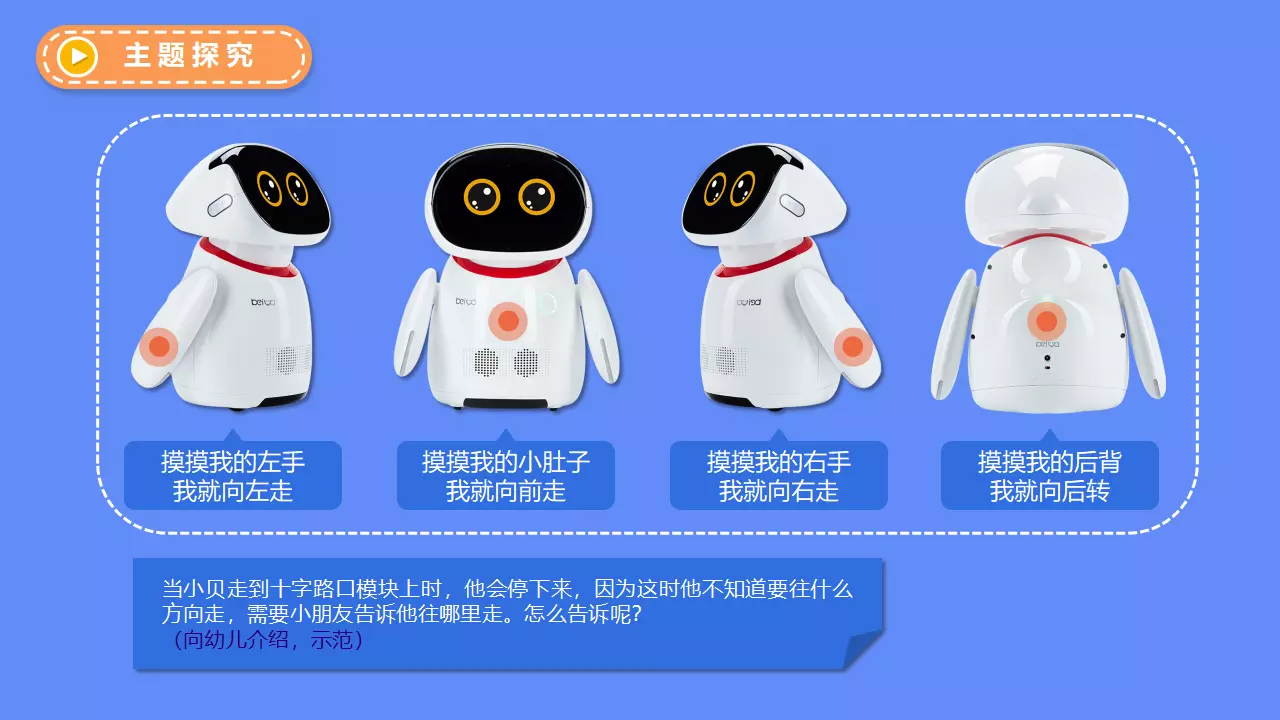 主题探究
beiya
beiya
beiya
摸摸我的左手
我就向左走
摸摸我的小肚子
我就向前走
摸摸我的右手
我就向右走
摸摸我的后背
我就向后转
当小贝走到十字路口模块上时，他会停下来，因为这时他不知道要往什么
方向走，需要小朋友告诉他往哪里走。怎么告诉呢？
（向幼儿介绍，示范）